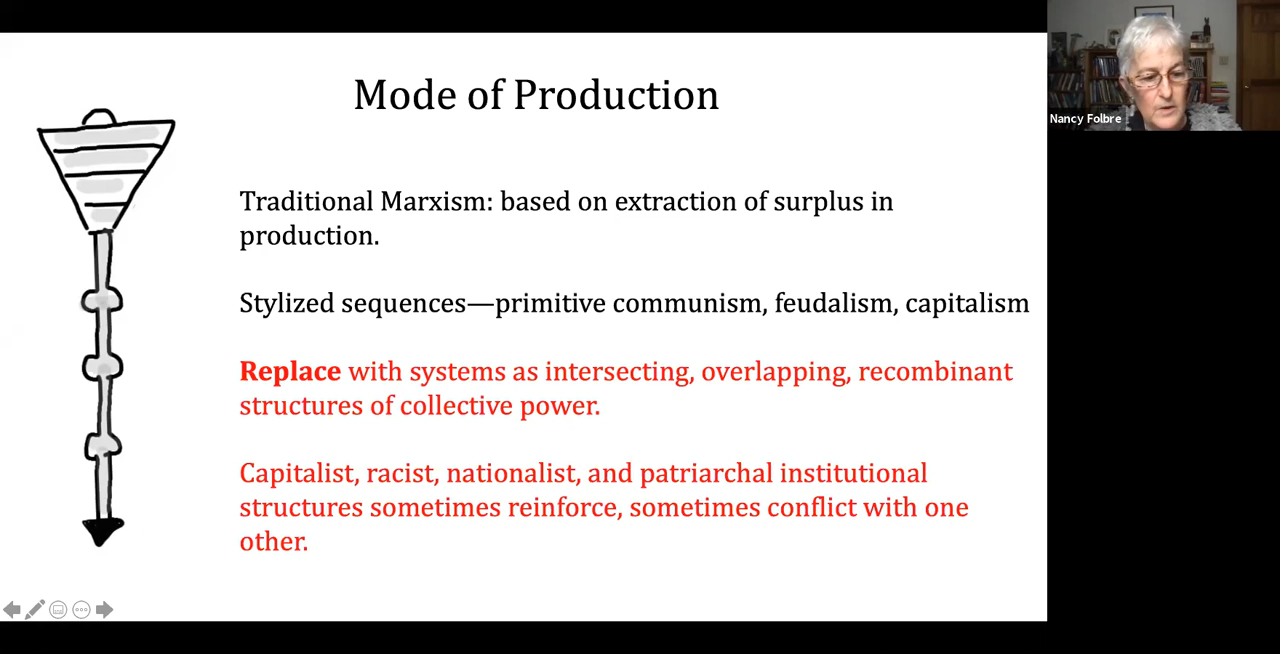 Mode of Production
Nancy Folbre
Traditional Marxism: based on extraction of surplus in
production.
Stylized sequences—primitive communism, feudalism, capitalism
Replace with systems as intersecting, overlapping, recombinant
structures of collective power.
Capitalist, racist, nationalist, and patriarchal institutional
structures sometimes reinforce, sometimes conflict with one
other.